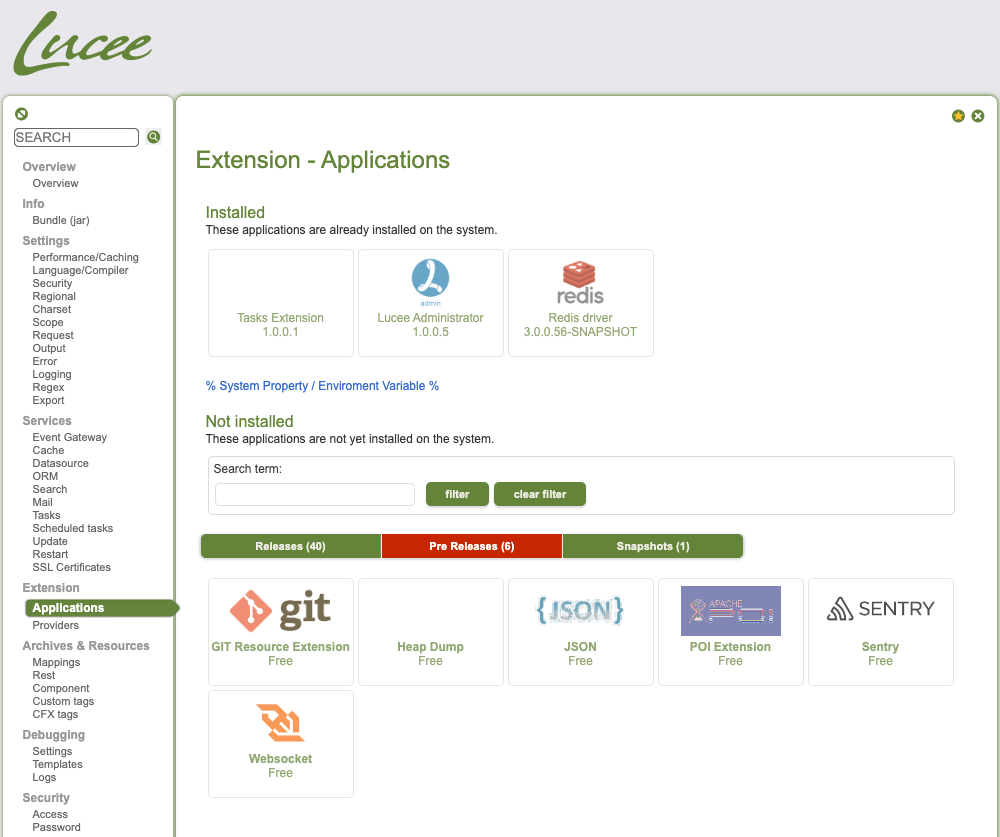 Lucee
SEARCH
Overview
Overview
Info
Bundle (jar)
Settings
Performance/Caching
Language/Compiler
Security
Regional
Charset
Scope
Request
Output
Error
Logging
Regex
Export
Services
Event Gateway
Cache
Datasource
ORM
Search
Mail
Tasks
Scheduled tasks
Update
Restart
SSL Certificates
Extension
Applications
Providers
Archives & Resources
Mappings
Rest
Component
Custom tags
CFX tags
Debugging
Settings
Templates
Logs
Security
Access
Password
Extension - Applications
Installed
These applications are already installed on the system.
Tasks Extension
1.0.0.1
admin
Lucee Administrator
1.0.0.5
redis
Redis driver
3.0.0.56-SNAPSHOT
% System Property / Enviroment Variable %
Not installed
These applications are not yet installed on the system.
Search term:
filter
clear filter
Releases (40)
Pre Releases (6)
Snapshots (1)
git
GIT Resource Extension
Free
Heap Dump
Free
{JSON}
JSON
Free
APACHE
POI Extension
Free
SENTRY
Sentry
Free
Websocket
Free